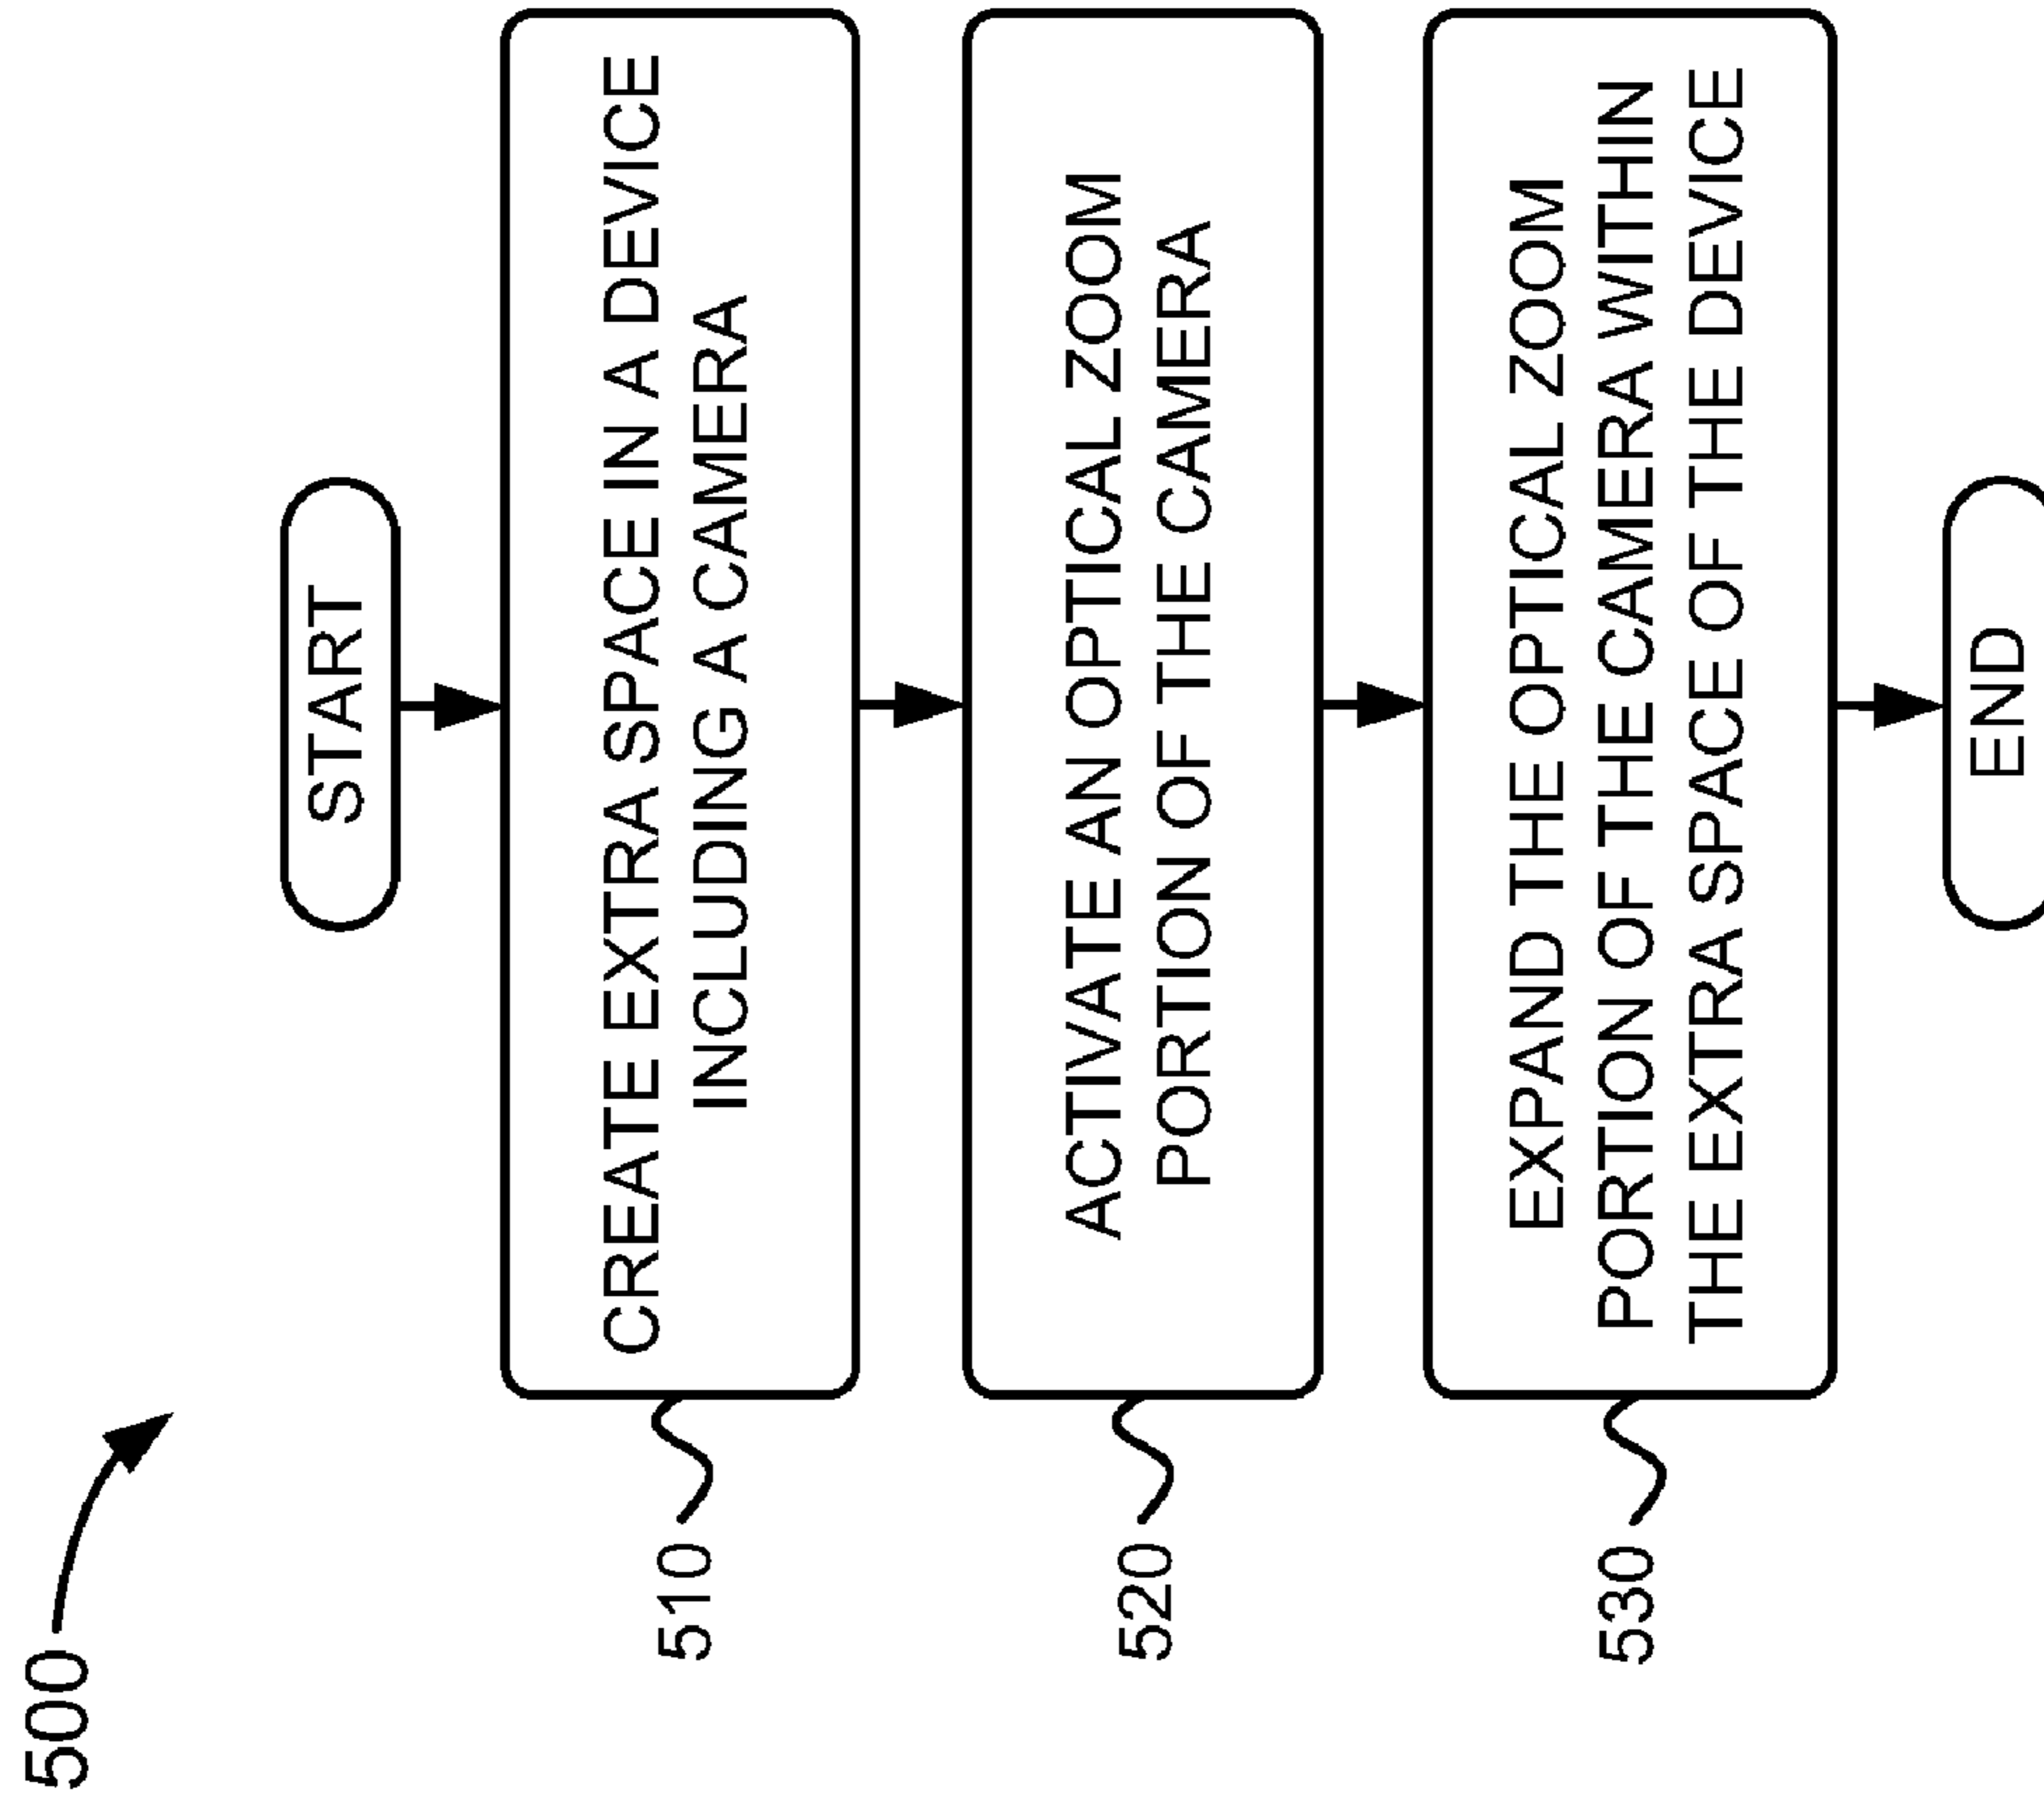 500
START
510
CREATE EXTRA SPACE IN A DEVICE
INCLUDING A CAMERA
520
ACTIVATE AN OPTICAL ZOOM
PORTION OF THE CAMERA
530
EXPAND THE OPTICAL ZOOM
PORTION OF THE CAMERA WITHIN
THE EXTRA SPACE OF THE DEVICE
END